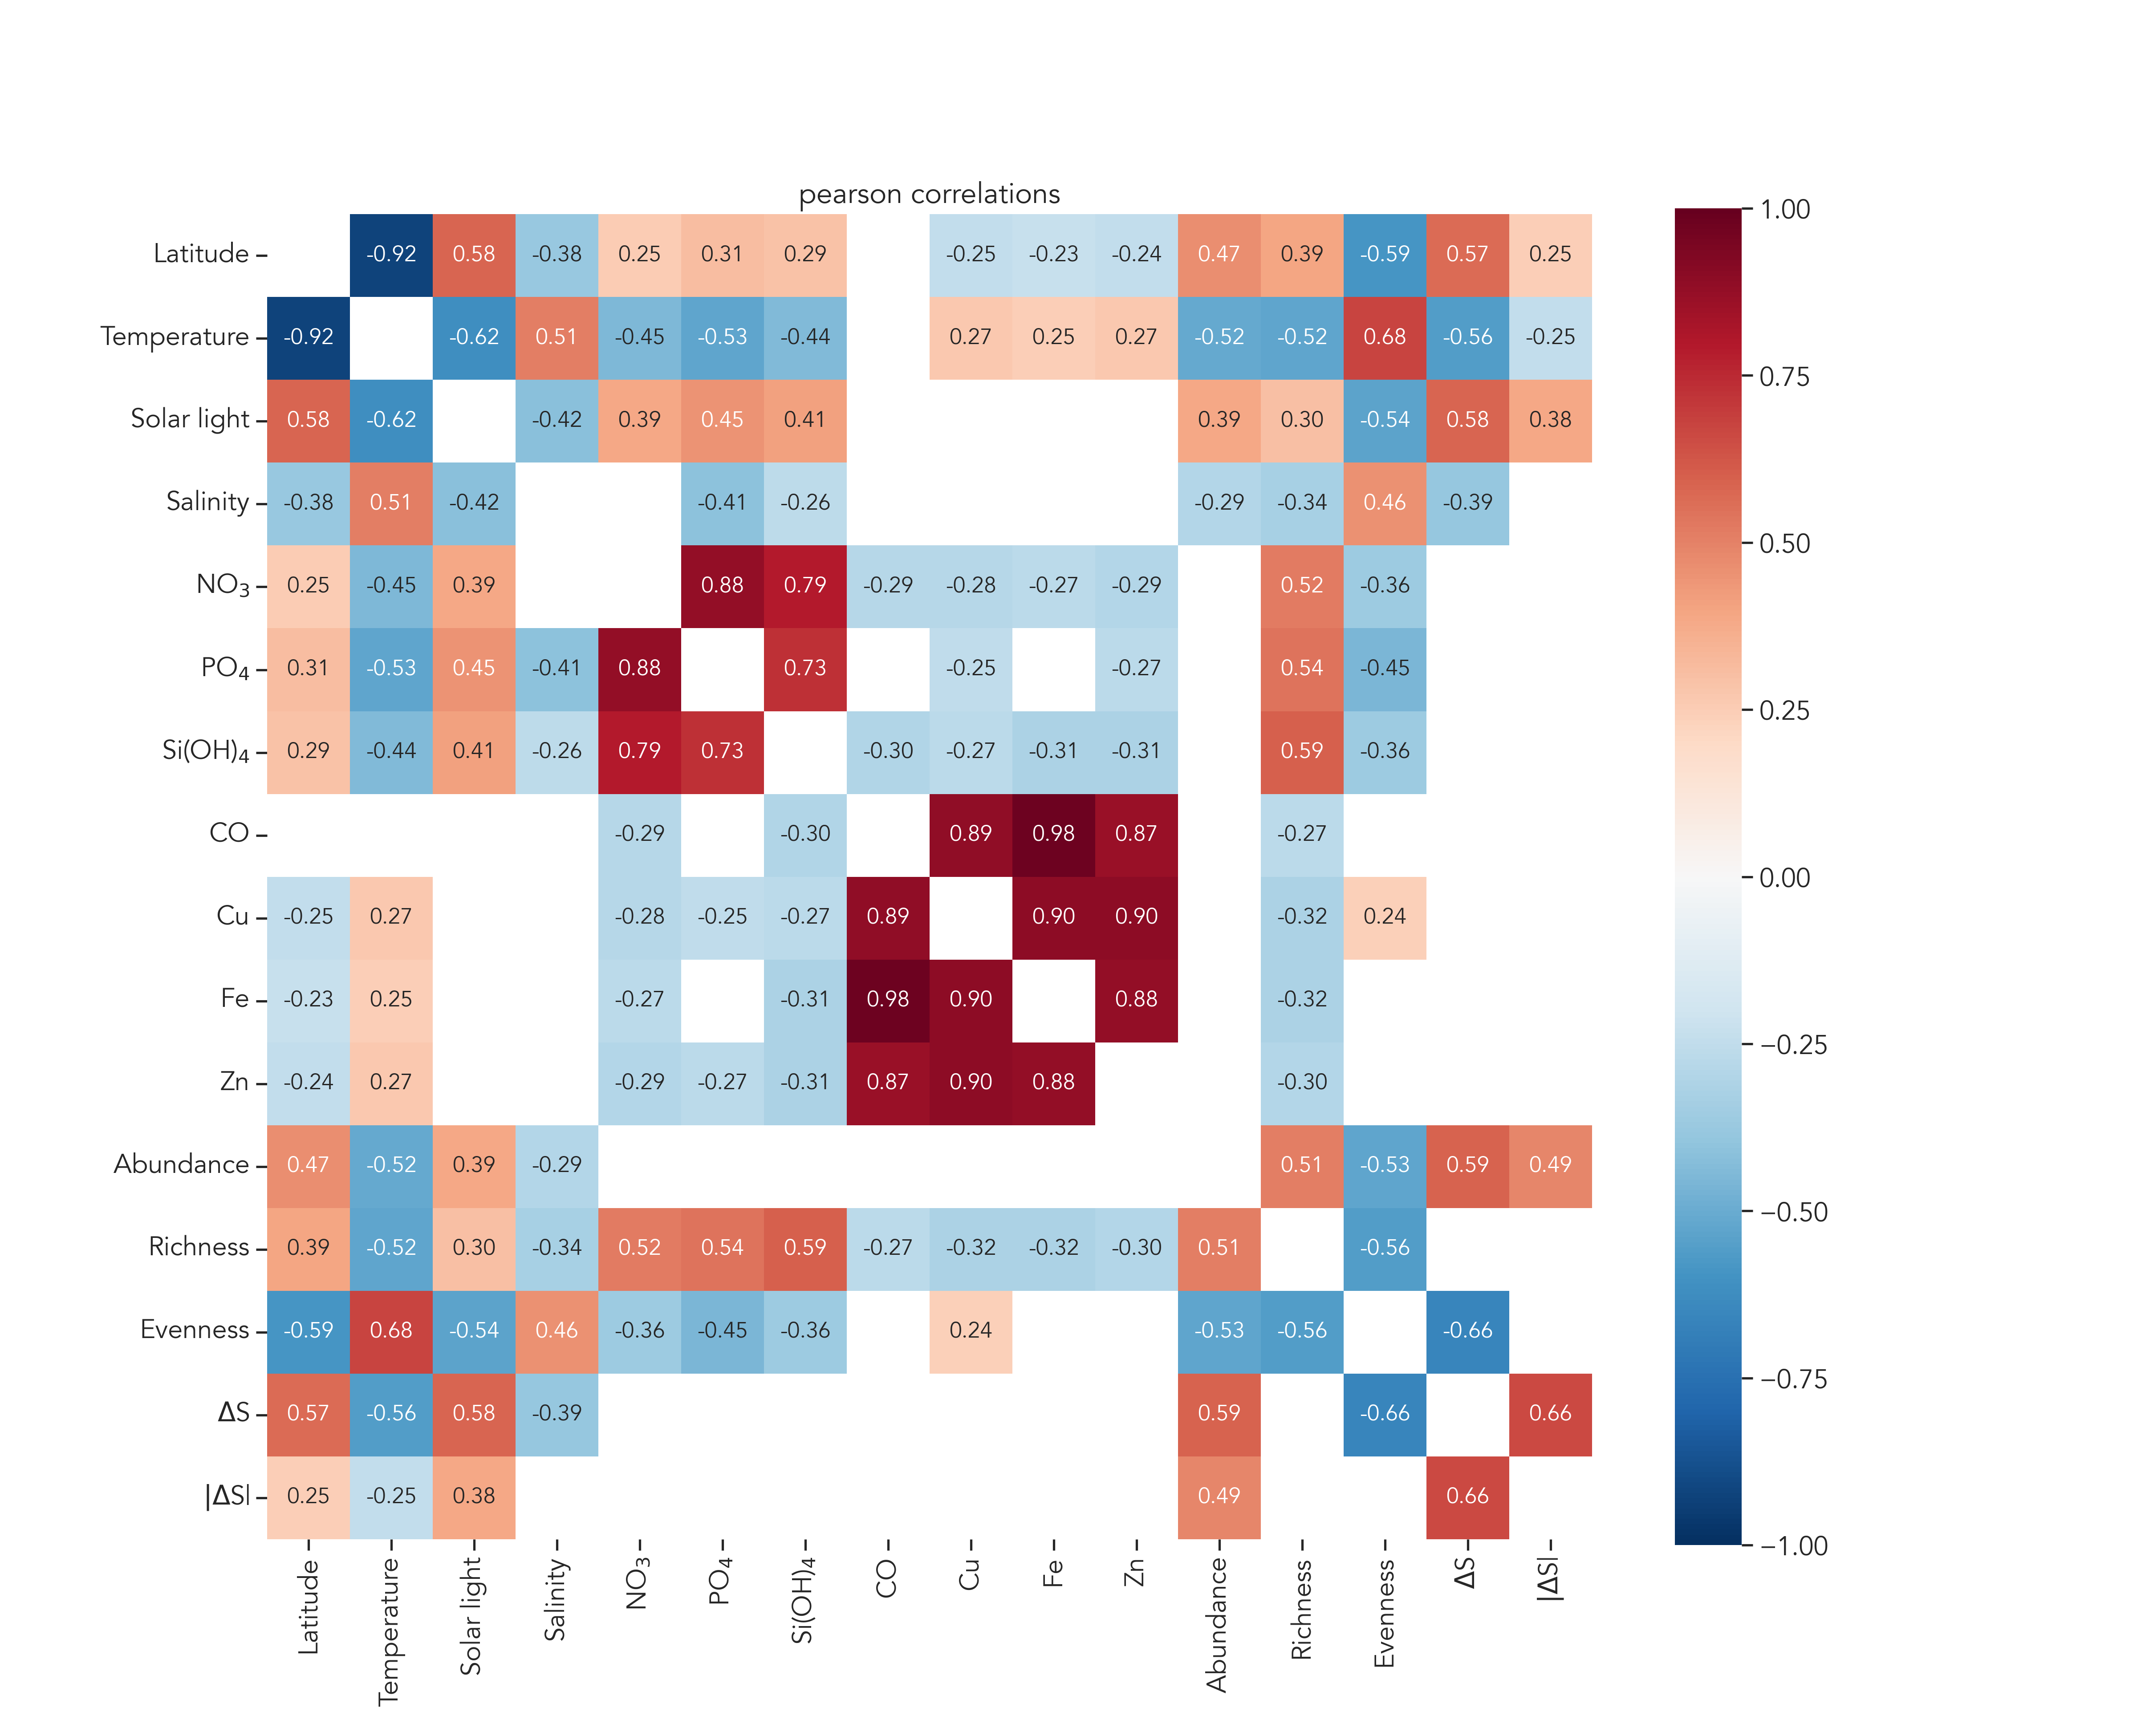 pearson correlations
Latitude -0.92 0.58 -0.38 0.25 0.31 0.29 -0.25 -0.23 -0.24 0.47 0.39 -0.59 0.57 0.25
Temperature -0.92 -0.62 0.51 -0.45 -0.53 -0.44 0.27 0.25 0.27 -0.52 -0.52 0.68 -0.56 -0.25
Solar light 0.58 -0.62 -0.42 0.39 0.45 0.41 0.39 0.30 -0.54 0.58 0.38
Salinity -0.38 0.51 -0.42 -0.41 -0.26 -0.29 -0.34 0.46 -0.39
NO₃ 0.25 -0.45 0.39 0.88 0.79 -0.29 -0.28 -0.27 -0.29 0.52 -0.36
PO₄ 0.31 -0.53 0.45 -0.41 0.88 0.73 -0.25 -0.27 0.54 -0.45
Si(OH)₄ 0.29 -0.44 0.41 -0.26 0.79 0.73 -0.30 -0.27 -0.31 -0.31 0.59 -0.36
CO -0.29 -0.30 0.89 0.98 0.87 -0.27
Cu -0.25 0.27 -0.28 -0.25 -0.27 0.89 0.90 0.90 -0.32 0.24
Fe -0.23 0.25 -0.27 -0.31 0.98 0.90 0.88 -0.32
Zn -0.24 0.27 -0.29 -0.27 -0.31 0.87 0.90 0.88 -0.30
Abundance 0.47 -0.52 0.39 -0.29 0.51 -0.53 0.59 0.49
Richness 0.39 -0.52 0.30 -0.34 0.52 0.54 0.59 -0.27 -0.32 -0.32 -0.30 0.51 -0.56
Evenness -0.59 0.68 -0.54 0.46 -0.36 -0.45 -0.36 0.24 -0.53 -0.56 -0.66
ΔS 0.57 -0.56 0.58 -0.39 0.59 -0.66 0.66
|ΔS| 0.25 -0.25 0.38 0.49 0.66
Latitude
Temperature
Solar light
Salinity
NO₃
PO₄
Si(OH)₄
CO
Cu
Fe
Zn
Abundance
Richness
Evenness
ΔS
|ΔS|
1.00
0.75
0.50
0.25
0.00
−0.25
−0.50
−0.75
−1.00